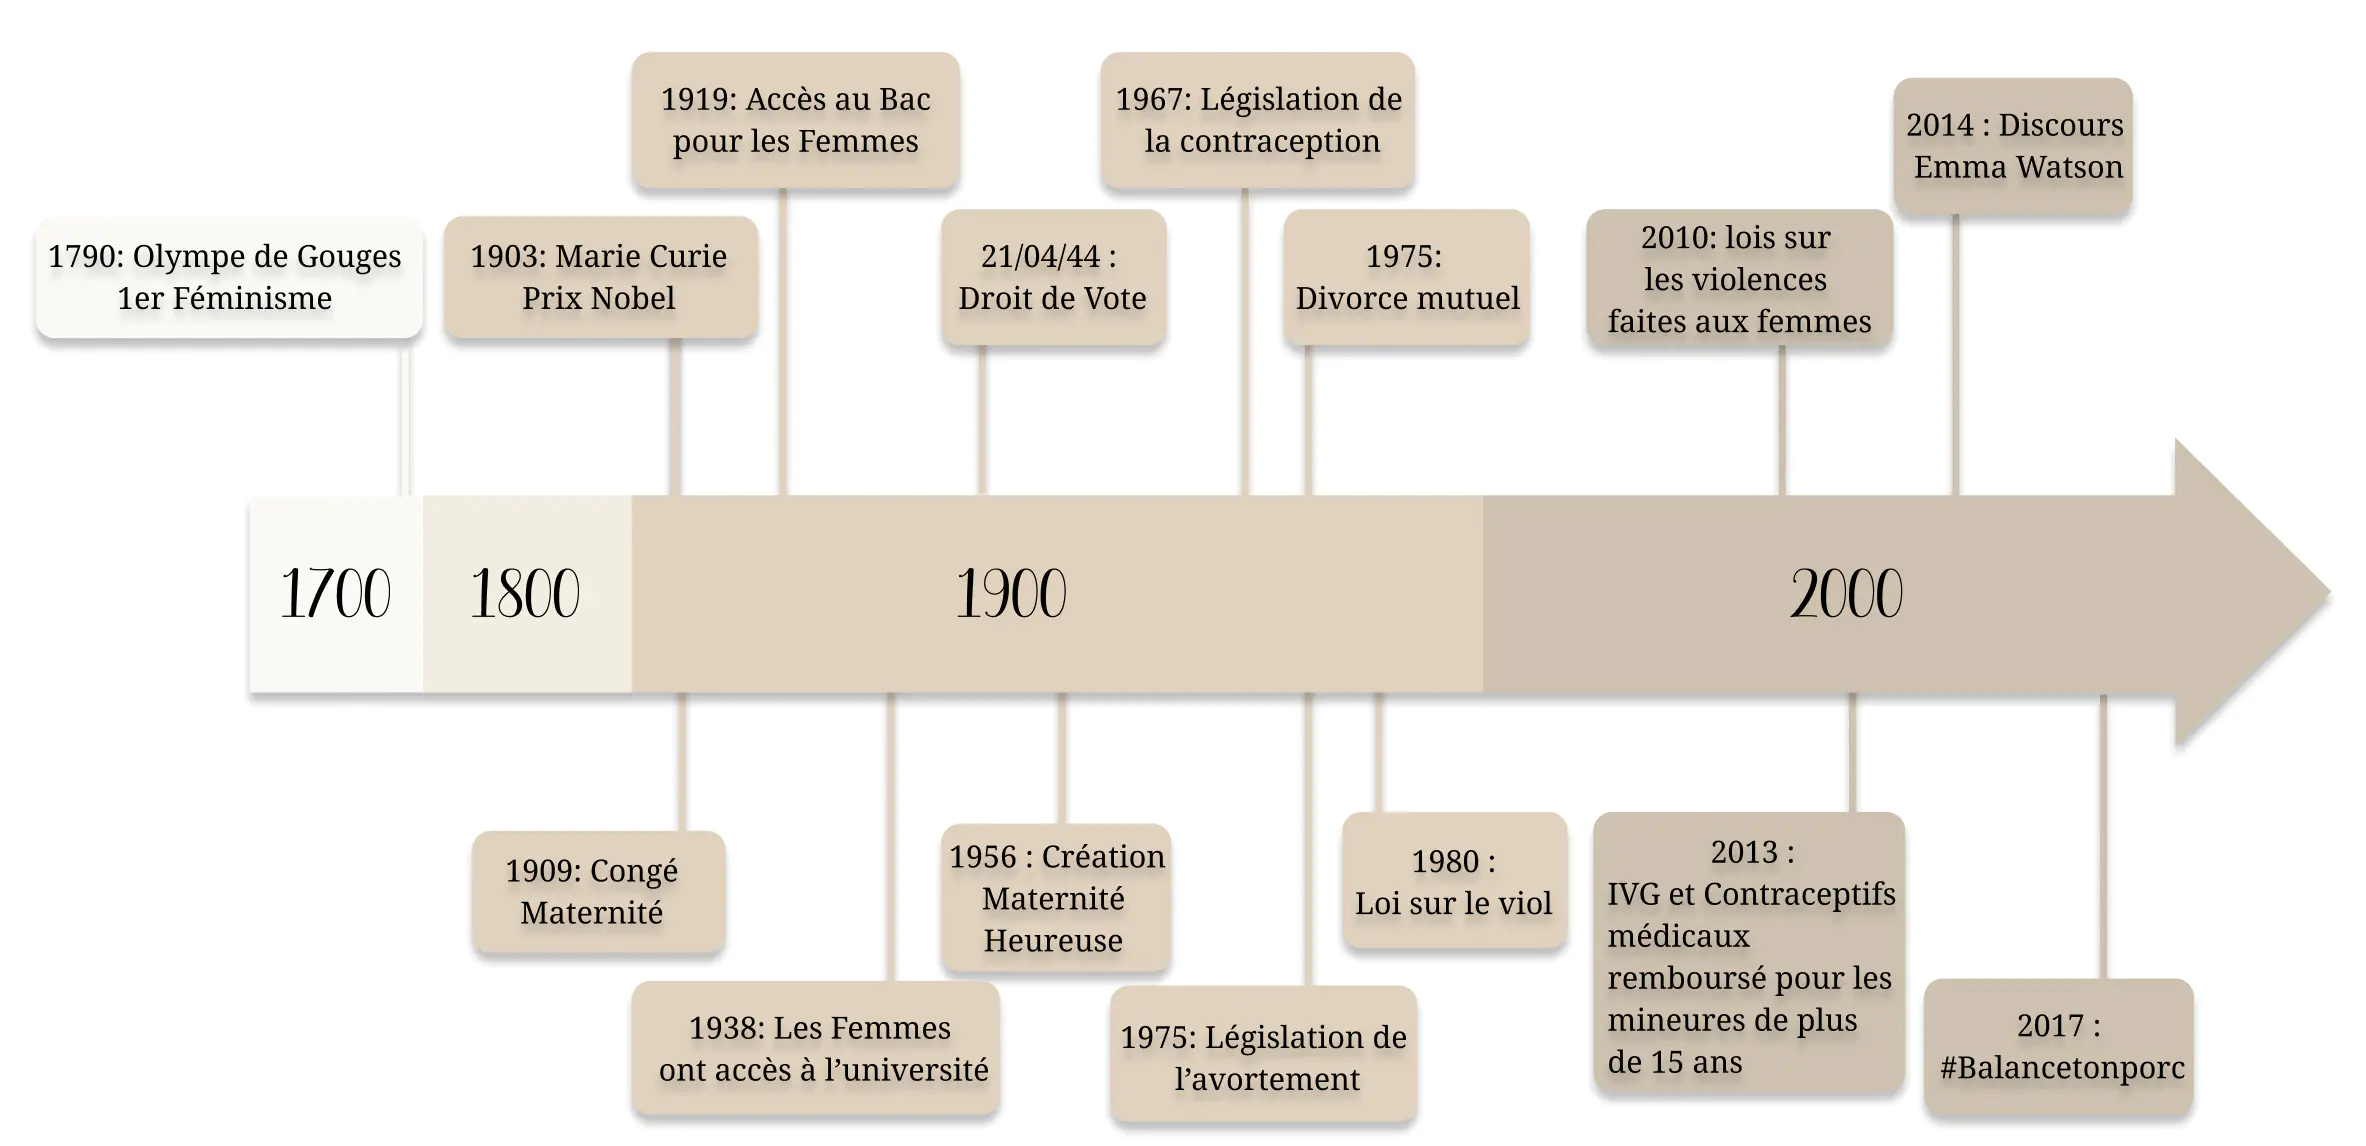 1919: Accès au Bac
pour les Femmes
1967: Législation de
la contraception
2014 : Discours
Emma Watson
1790: Olympe de Gouges
1er Féminisme
1903: Marie Curie
Prix Nobel
21/04/44 :
Droit de Vote
1975:
Divorce mutuel
2010: lois sur
les violences
faites aux femmes
1700
1800
1900
2000
1909: Congé
Maternité
1956 : Création
Maternité
Heureuse
1980 :
Loi sur le viol
2013 :
IVG et Contraceptifs
médicaux
remboursé pour les
mineures de plus
de 15 ans
1938: Les Femmes
ont accès à l’université
1975: Législation de
l’avortement
2017 :
#Balancetonporc